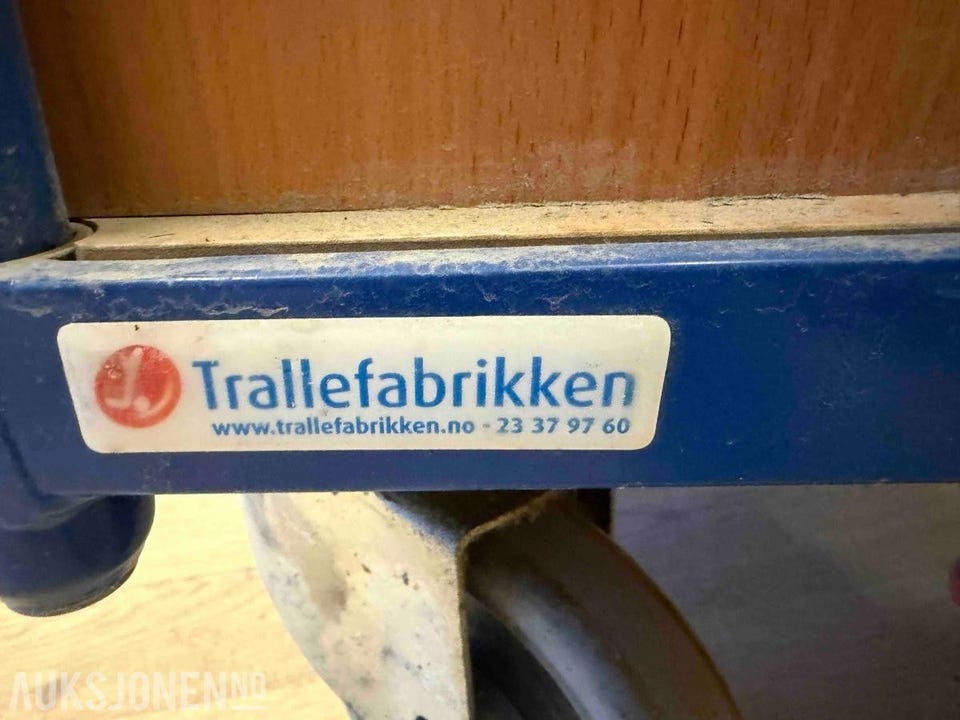 Trallefabrikken
www.trallefabrikken.no - 23 37 97 60
AUKSJONEN.NO